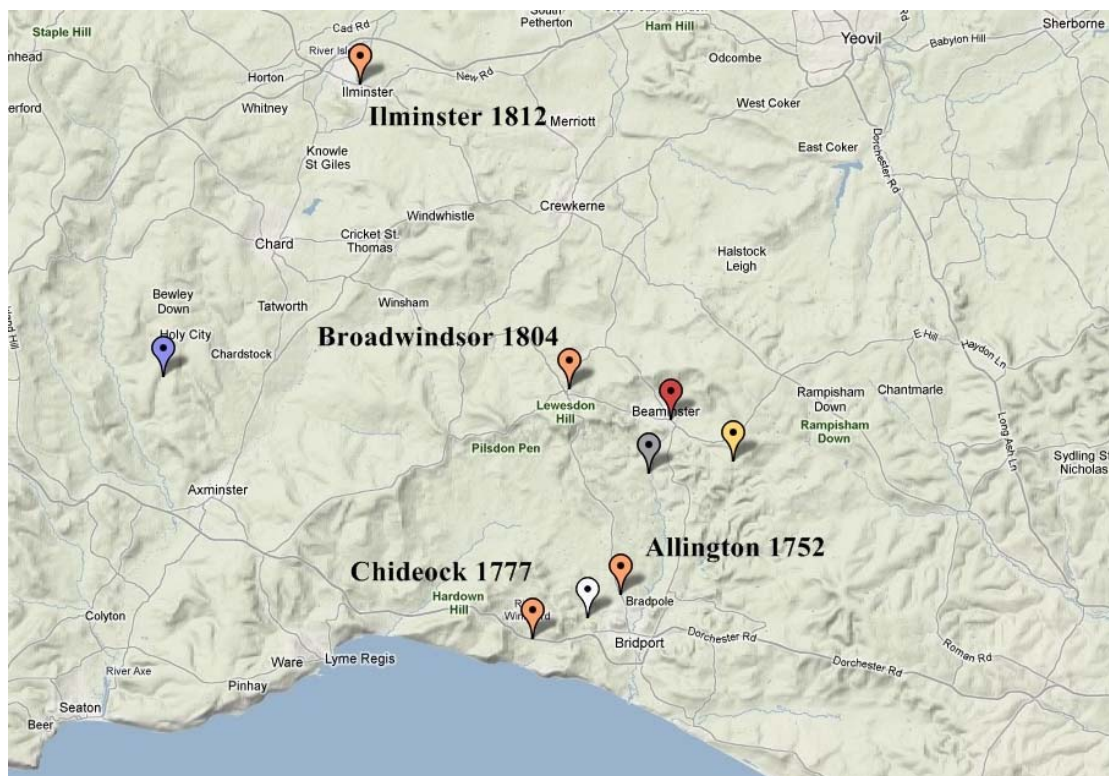 Cad Rd
South
Petherton
Ham Hill
Sherborne
Staple Hill
Yeovil
Babylon Hill
River Isl
Horton
New Rd
Odcombe
Ilminster
Whitney
Ilminster 1812
Merriott
West Coker
Dorchester Rd
Knowle
St Giles
East Coker
Crewkerne
Windwhistle
Chard
Cricket St.
Thomas
Halstock
Leigh
Bewley
Down
Tatworth
Winsham
Holy City
Chardstock
Broadwindsor 1804
E Hill
Haydon Ln
Rampisham
Down
Chantmarle
Lewesdon
Hill
Beaminster
Rampisham
Down
Long Ash Ln
Pilsdon Pen
Sydling St
Nicholas
Axminster
Allington 1752
Chideock 1777
Hardown
Hill
Bradpole
Colyton
Bridport
Dorchester Rd
Ware
Lyme Regis
Roman Rd
River Axe
Pinhay
Dorchester Rd
Seaton
Beer